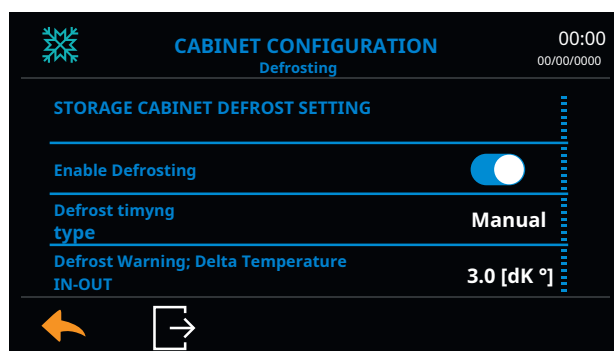 CABINET CONFIGURATION
00:00
Defrosting
00/00/0000
STORAGE CABINET DEFROST SETTING
Enable Defrosting
Defrost timyng
type
Manual
Defrost Warning; Delta Temperature
IN-OUT
3.0 [dK °]